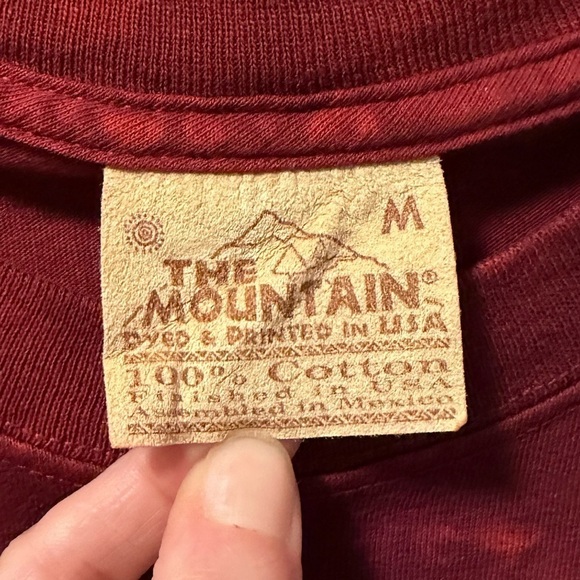 M
THE
MOUNTAIN®
DYED & PRINTED IN USA
100% Cotton
Finished in USA
Assembled in Mexico